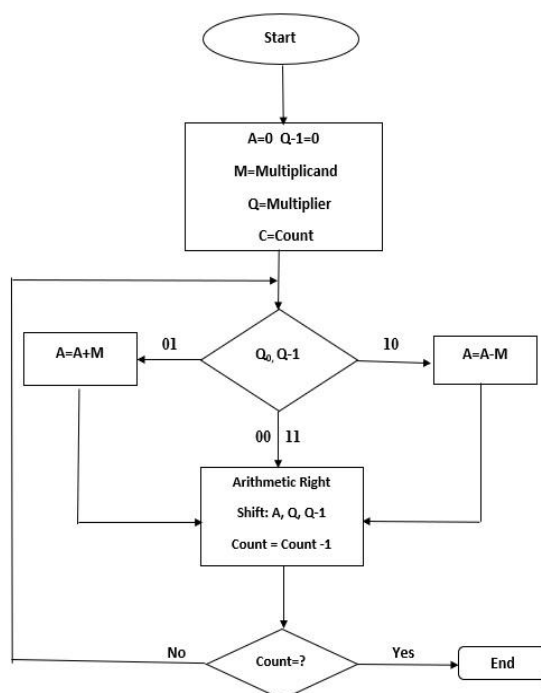 Start
A=0 Q-1=0
M=Multiplicand
Q=Multiplier
C=Count
A=A+M
01
Q₀, Q-1
10
A=A-M
00 11
Arithmetic Right
Shift: A, Q, Q-1
Count = Count -1
No
Count=?
Yes
End